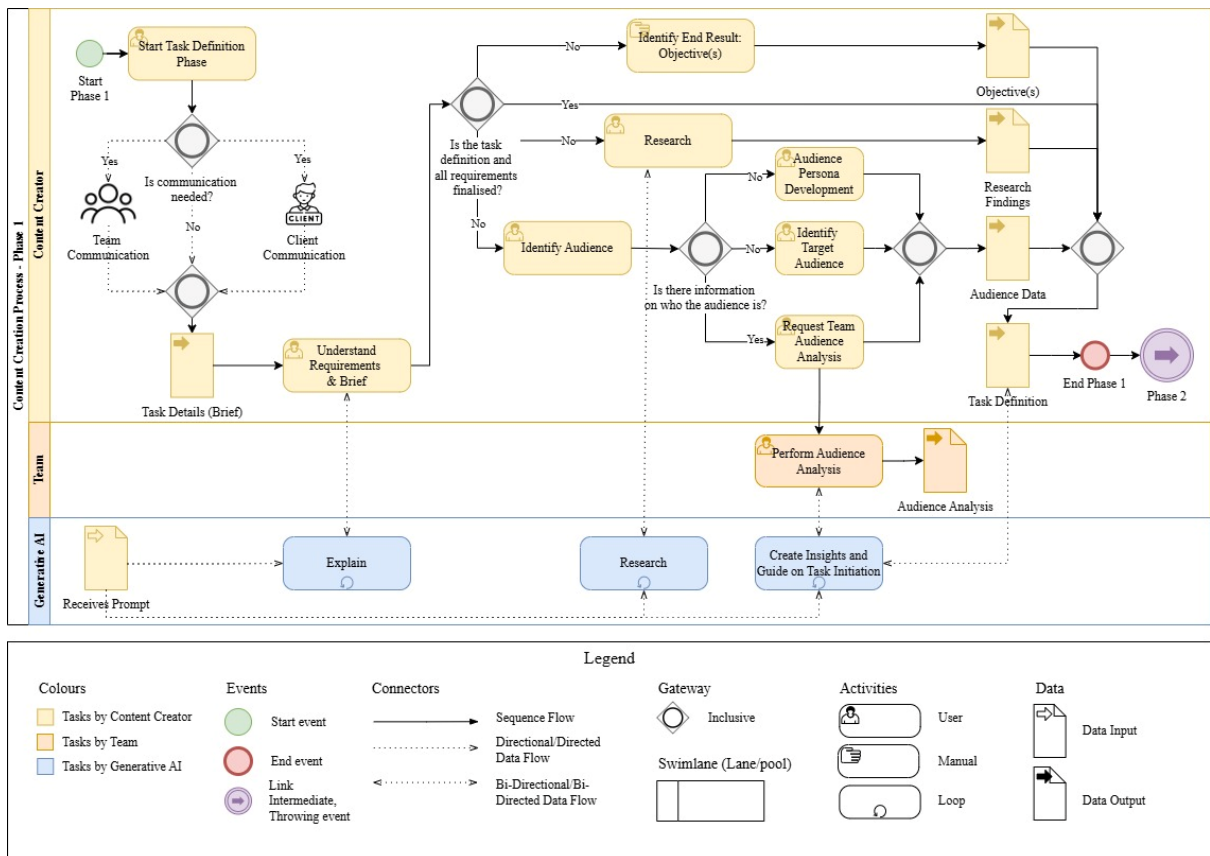 Content Creation Process - Phase 1
Content Creator
Start Task Definition
Phase
Start
Phase 1
Yes
Yes
Is communication
needed?
No
CLIENT
Team
Communication
Client
Communication
Task Details (Brief)
Understand
Requirements
& Brief
Is the task
definition and
all requirements
finalised?
No
Identify End Result:
Objective(s)
Objective(s)
Yes
No
Research
Research
Findings
No
Identify Audience
Is there information
on who the audience is?
No
Audience
Persona
Development
No
Identify
Target
Audience
Yes
Request Team
Audience
Analysis
Audience Data
Task Definition
End Phase 1
Phase 2
Team
Perform Audience
Analysis
Audience Analysis
Generative AI
Receives Prompt
Explain
Research
Create Insights and
Guide on Task Initiation
Legend
Colours
Tasks by Content Creator
Tasks by Team
Tasks by Generative AI
Events
Start event
End event
Link
Intermediate,
Throwing event
Connectors
Sequence Flow
Directional/Directed
Data Flow
Bi-Directional/Bi-
Directed Data Flow
Gateway
Inclusive
Swimlane (Lane/pool)
Activities
User
Manual
Loop
Data
Data Input
Data Output